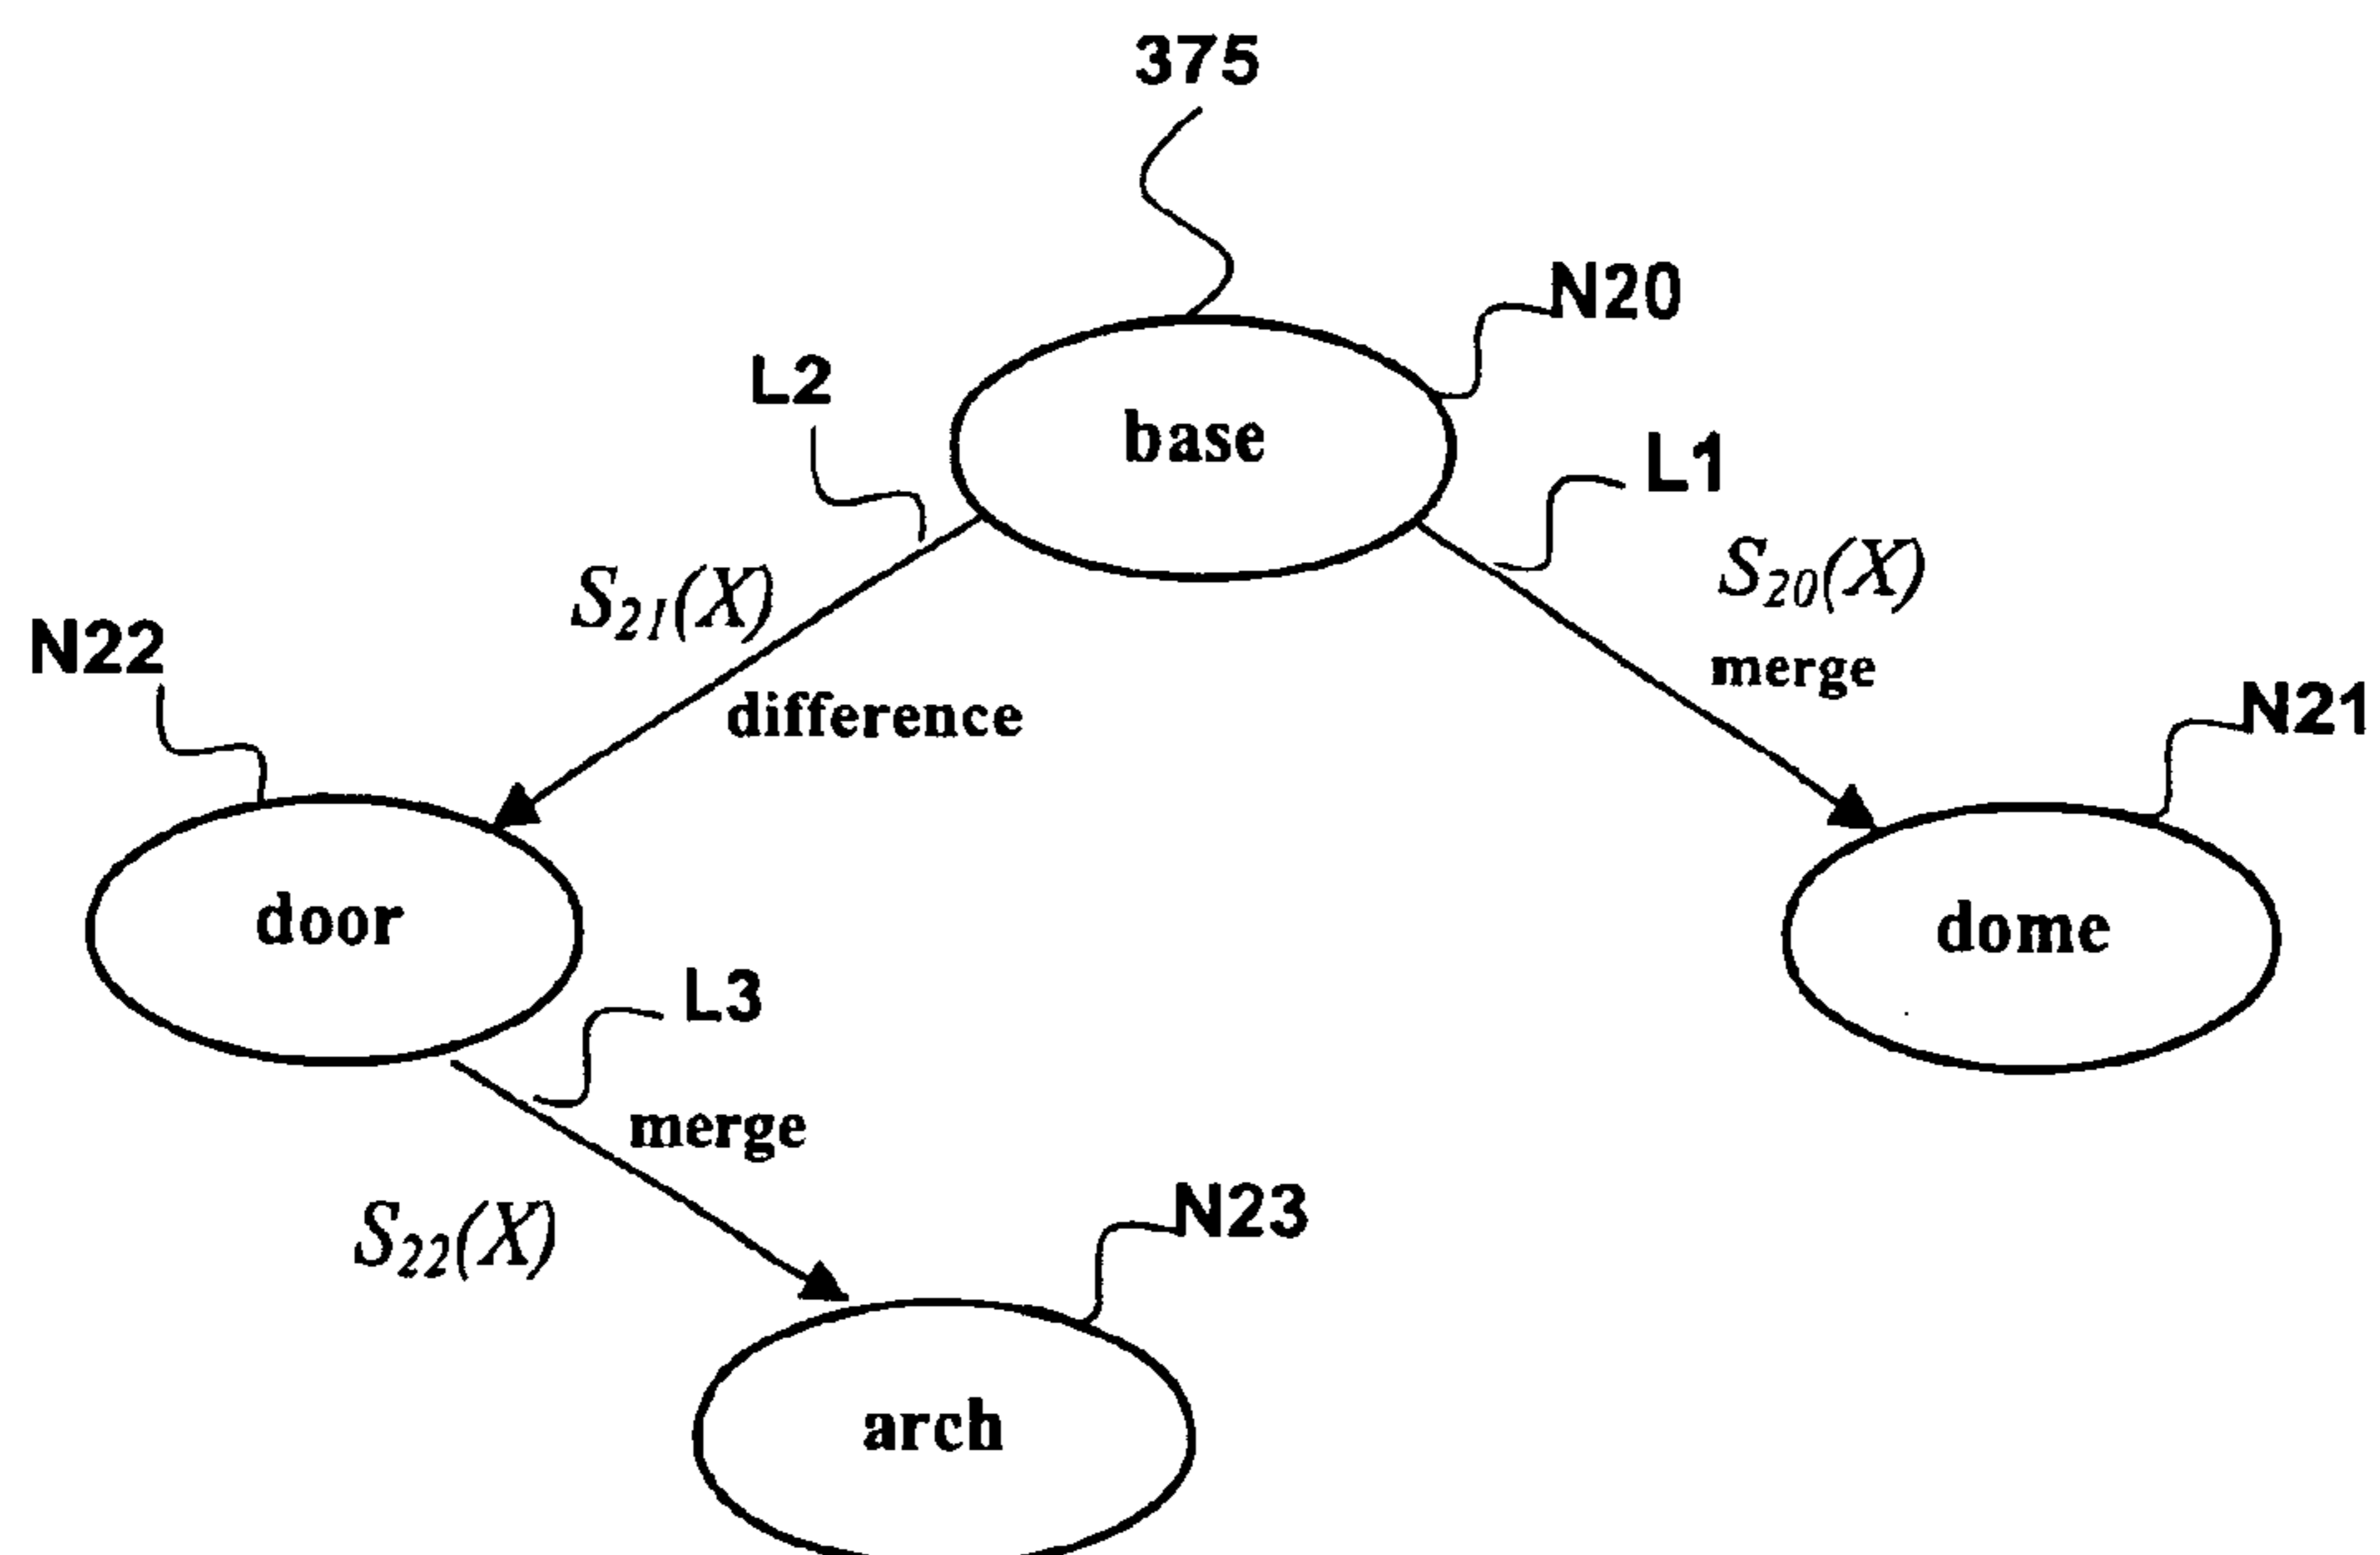 375
N20
L2
base
L1
S20(X)
S21(X)
N22
merge
difference
N21
door
dome
L3
merge
N23
S22(X)
arch